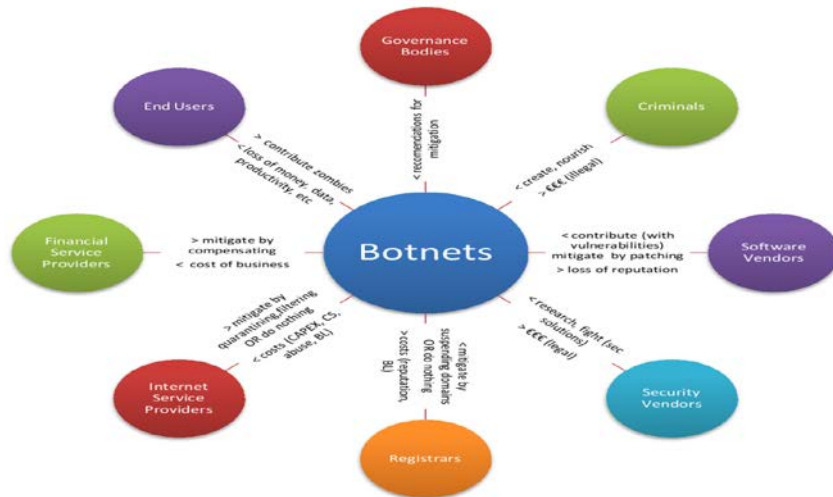 Governance
Bodies
End Users
Criminals
< recomendations for
mitigation
> contribute zombies
< loss of money, data,
productivity, etc
< create, nourish
> €€€ (illegal)
Botnets
Financial
Service
Providers
> mitigate by
compensating
< cost of business
< contribute (with
vulnerabilities)
mitigate by patching
> loss of reputation
Software
Vendors
> mitigate by
quarantining,filtering
OR do nothing
< costs (CAPEX, CS,
abuse, BL)
<mitigate by
suspending domains
OR do nothing
>costs (reputation,
BL)
< research, fight (sec
solutions)
> €€€ (legal)
Internet
Service
Providers
Security
Vendors
Registrars